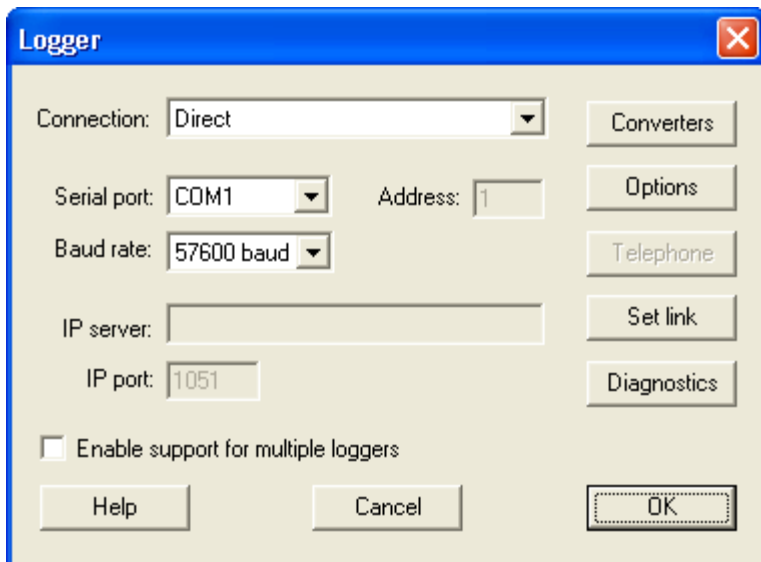 Logger
Connection: Direct Converters
Serial port: COM1 Address: 1 Options
Baud rate: 57600 baud Telephone
IP server: Set link
IP port: 1051 Diagnostics
Enable support for multiple loggers
Help Cancel OK